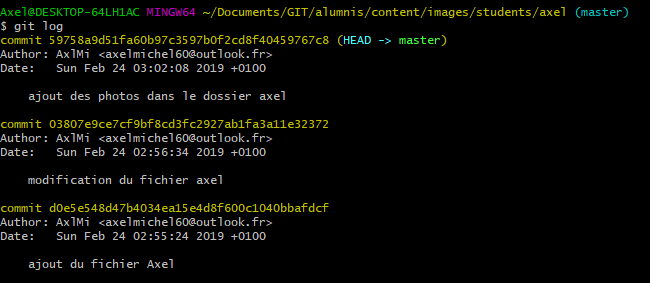 Axel@DESKTOP-64LH1AC MINGW64 ~/Documents/GIT/alumnis/content/images/students/axel (master)
$ git log
commit 59758a9d51fa60b97c3597b0f2cd8f40459767c8 (HEAD -> master)
Author: AxlMi <axelmichel60@outlook.fr>
Date:   Sun Feb 24 03:02:08 2019 +0100
ajout des photos dans le dossier axel
commit 03807e9ce7cf9bf8cd3fc2927ab1fa3a11e32372
Author: AxlMi <axelmichel60@outlook.fr>
Date:   Sun Feb 24 02:56:34 2019 +0100
modification du fichier axel
commit d0e5e548d47b4034ea15e4d8f600c1040bbafdcf
Author: AxlMi <axelmichel60@outlook.fr>
Date:   Sun Feb 24 02:55:24 2019 +0100
ajout du fichier Axel